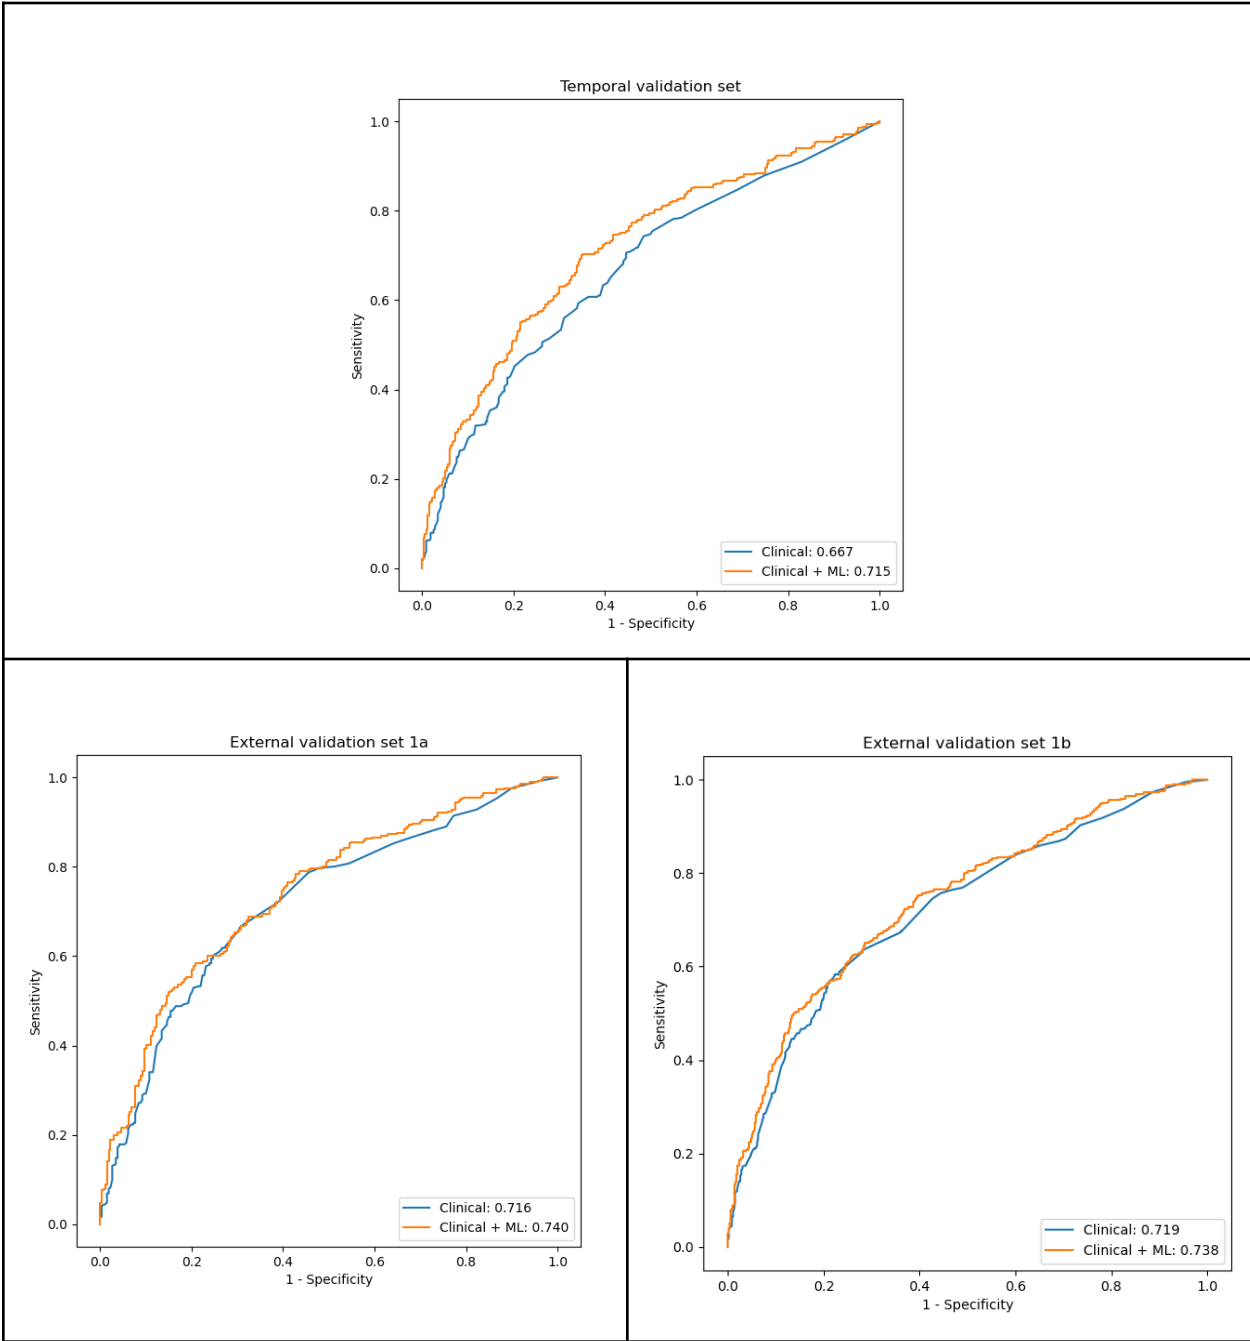 Temporal validation set
1.0
0.8
0.6
0.4
0.2
0.0
Sensitivity
Clinical: 0.667
Clinical + ML: 0.715
0.0 0.2 0.4 0.6 0.8 1.0
1 - Specificity
External validation set 1a
1.0
0.8
0.6
0.4
0.2
0.0
Sensitivity
Clinical: 0.716
Clinical + ML: 0.740
0.0 0.2 0.4 0.6 0.8 1.0
1 - Specificity
External validation set 1b
1.0
0.8
0.6
0.4
0.2
0.0
Sensitivity
Clinical: 0.719
Clinical + ML: 0.738
0.0 0.2 0.4 0.6 0.8 1.0
1 - Specificity